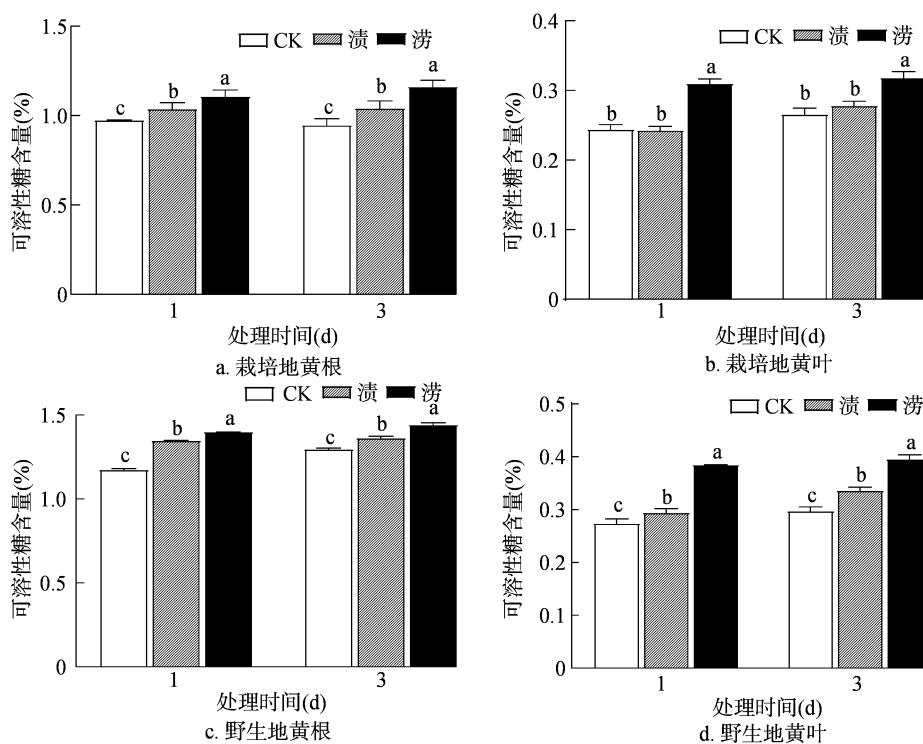 CK 渍 涝
可溶性糖含量(%)
1.5
1.0
0.5
0
c b a c b a
1 3
处理时间(d)
a. 栽培地黄根
CK 渍 涝
可溶性糖含量(%)
0.4
0.3
0.2
0.1
0
b b a b b a
1 3
处理时间(d)
b. 栽培地黄叶
CK 渍 涝
可溶性糖含量(%)
1.5
1.0
0.5
0
c b a c b a
1 3
处理时间(d)
c. 野生地黄根
CK 渍 涝
可溶性糖含量(%)
0.5
0.4
0.3
0.2
0.1
0
c b a c b a
1 3
处理时间(d)
d. 野生地黄叶